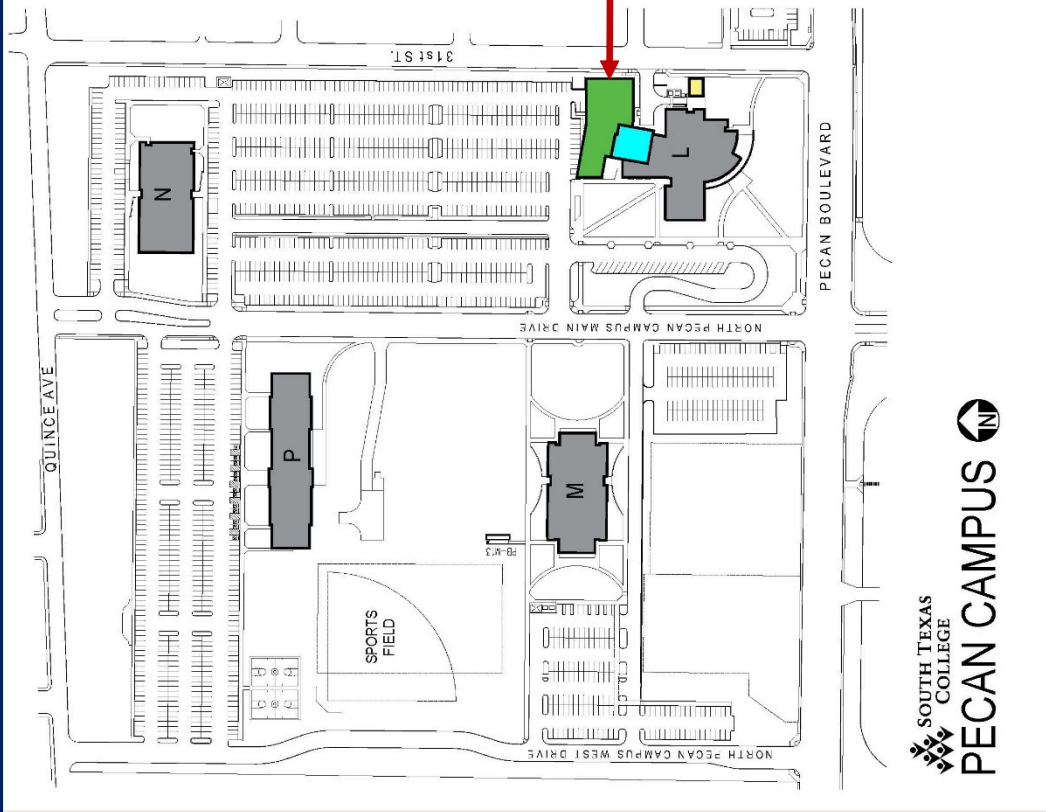 31st ST.
N
L
PECAN BOULEVARD
NORTH PECAN CAMPUS MAIN DRIVE
QUINCE AVE
P
M
PB-M13
SPORTS
FIELD
NORTH PECAN CAMPUS WEST DRIVE
SOUTH TEXAS
COLLEGE
PECAN CAMPUS
N